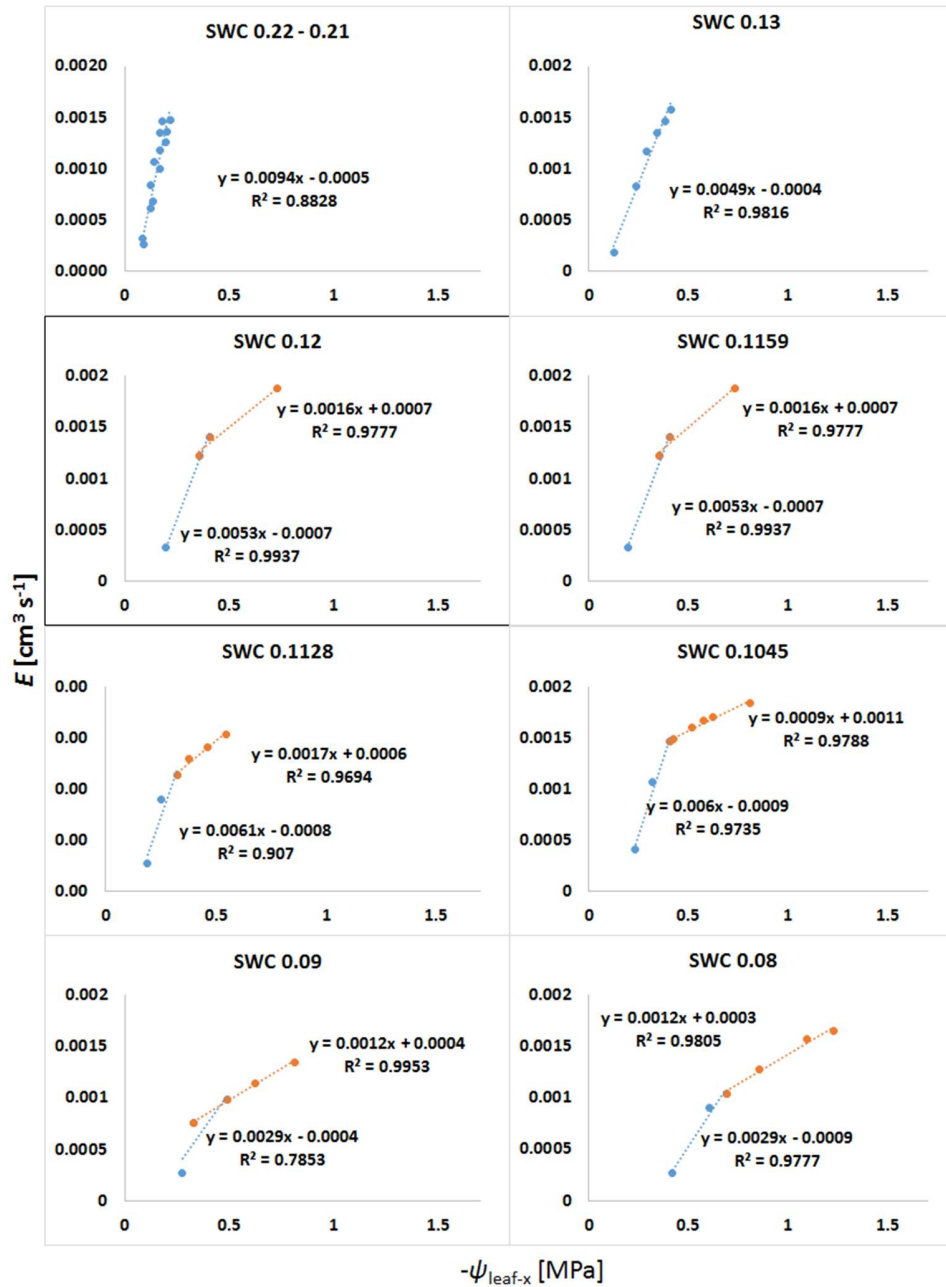 SWC 0.22 - 0.21
0.0020
0.0015
0.0010
0.0005
0.0000
y = 0.0094x - 0.0005
R² = 0.8828
0 0.5 1 1.5
SWC 0.13
0.002
0.0015
0.001
0.0005
0
y = 0.0049x - 0.0004
R² = 0.9816
0 0.5 1 1.5
SWC 0.12
0.002
0.0015
0.001
0.0005
0
y = 0.0016x + 0.0007
R² = 0.9777
y = 0.0053x - 0.0007
R² = 0.9937
0 0.5 1 1.5
SWC 0.1159
0.002
0.0015
0.001
0.0005
0
y = 0.0016x + 0.0007
R² = 0.9777
y = 0.0053x - 0.0007
R² = 0.9937
0 0.5 1 1.5
E [cm³ s⁻¹]
SWC 0.1128
0.00
0.00
0.00
0.00
0.00
y = 0.0017x + 0.0006
R² = 0.9694
y = 0.0061x - 0.0008
R² = 0.907
0 0.5 1 1.5
SWC 0.1045
0.002
0.0015
0.001
0.0005
0
y = 0.0009x + 0.0011
R² = 0.9788
y = 0.006x - 0.0009
R² = 0.9735
0 0.5 1 1.5
SWC 0.09
0.002
0.0015
0.001
0.0005
0
y = 0.0012x + 0.0004
R² = 0.9953
y = 0.0029x - 0.0004
R² = 0.7853
0 0.5 1 1.5
SWC 0.08
0.002
0.0015
0.001
0.0005
0
y = 0.0012x + 0.0003
R² = 0.9805
y = 0.0029x - 0.0009
R² = 0.9777
0 0.5 1 1.5
-ψleaf-x [MPa]